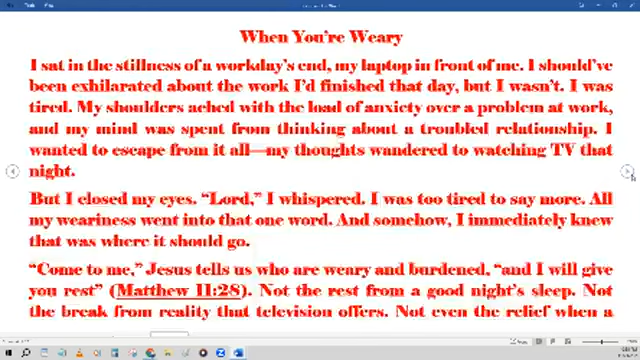 When You're Weary
I sat in the stillness of a workday's end, my laptop in front of me. I should've
been exhilarated about the work I'd finished that day, but I wasn't. I was
tired. My shoulders ached with the load of anxiety over a problem at work,
and my mind was spent from thinking about a troubled relationship. I
wanted to escape from it all—my thoughts wandered to watching TV that
night.
But I closed my eyes. “Lord,” I whispered. I was too tired to say more. All
my weariness went into that one word. And somehow, I immediately knew
that was where it should go.
“Come to me,” Jesus tells us who are weary and burdened, “and I will give
you rest” (Matthew 11:28). Not the rest from a good night's sleep. Not
the break from reality that television offers. Not even the relief when a